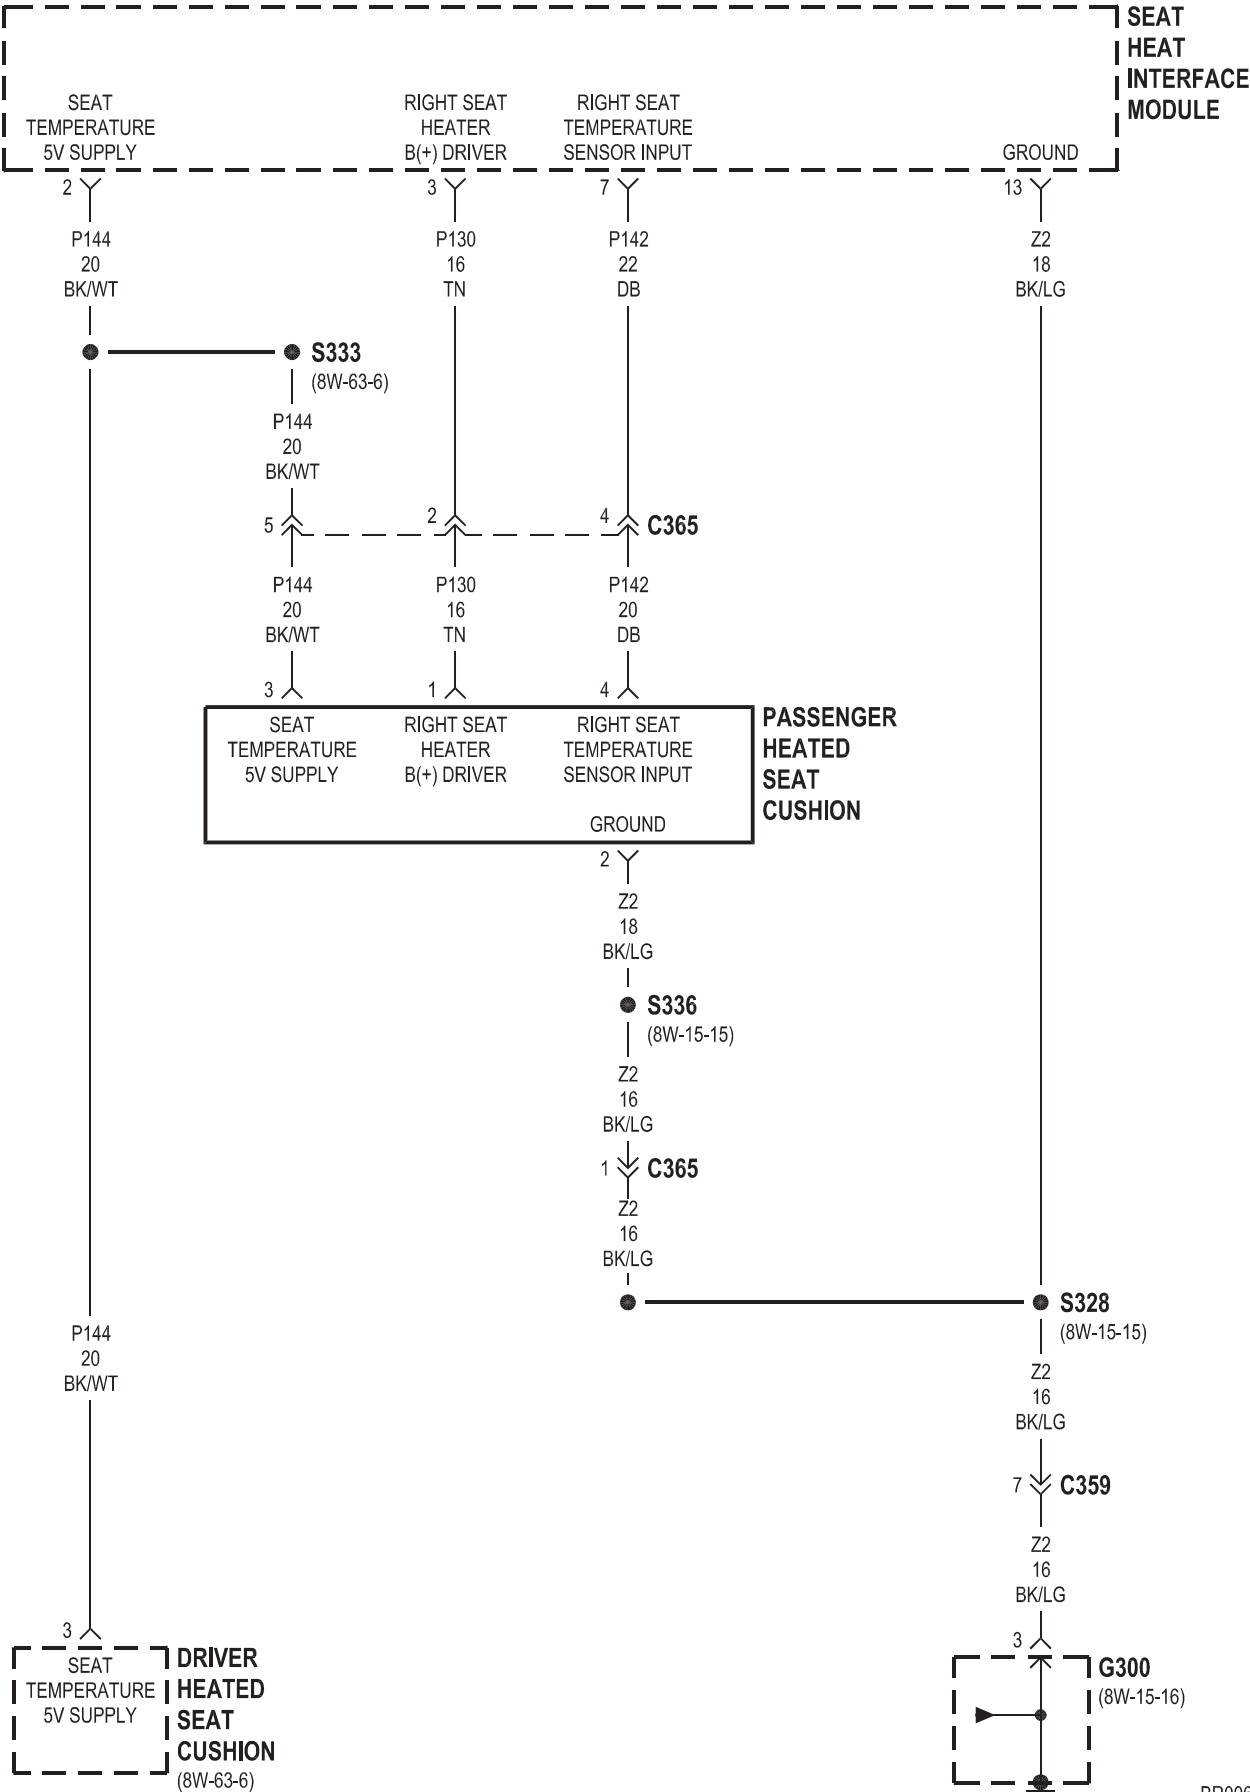 SEAT
HEAT
INTERFACE
MODULE
SEAT
TEMPERATURE
5V SUPPLY
RIGHT SEAT
HEATER
B(+) DRIVER
RIGHT SEAT
TEMPERATURE
SENSOR INPUT
GROUND
2
3
7
13
P144
20
BK/WT
P130
16
TN
P142
22
DB
Z2
18
BK/LG
S333
(8W-63-6)
P144
20
BK/WT
5
2
4
C365
P144
20
BK/WT
P130
16
TN
P142
20
DB
3
1
4
SEAT
TEMPERATURE
5V SUPPLY
RIGHT SEAT
HEATER
B(+) DRIVER
RIGHT SEAT
TEMPERATURE
SENSOR INPUT
GROUND
PASSENGER
HEATED
SEAT
CUSHION
2
Z2
18
BK/LG
S336
(8W-15-15)
Z2
16
BK/LG
1
C365
Z2
16
BK/LG
S328
(8W-15-15)
P144
20
BK/WT
Z2
16
BK/LG
7
C359
Z2
16
BK/LG
3
3
SEAT
TEMPERATURE
5V SUPPLY
DRIVER
HEATED
SEAT
CUSHION
(8W-63-6)
G300
(8W-15-16)